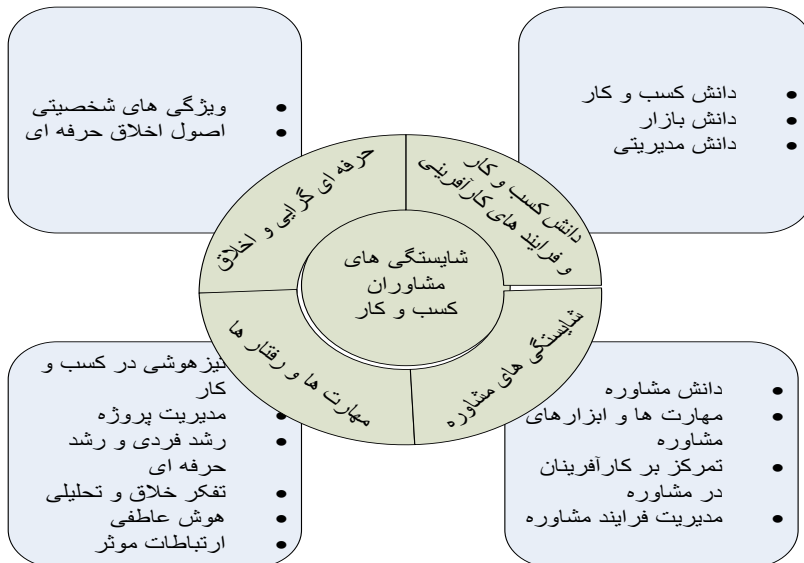 دانش کسب و کار
دانش بازار
دانش مدیریتی
ویژگی های شخصیتی
اصول اخلاق حرفه ای
دانش کسب و کار
و فرایند های کارآفرینی
حرفه ای گرایی و اخلاق
شایستگی های
مشاوران
کسب و کار
شایستگی های مشاوره
مهارت ها و رفتار ها
دانش مشاوره
مهارت ها و ابزارهای
مشاوره
تمرکز بر کارآفرینان
در مشاوره
مدیریت فرایند مشاوره
تیزهوشی در کسب و
کار
مدیریت پروژه
رشد فردی و رشد
حرفه ای
تفکر خلاق و تحلیلی
هوش عاطفی
ارتباطات موثر